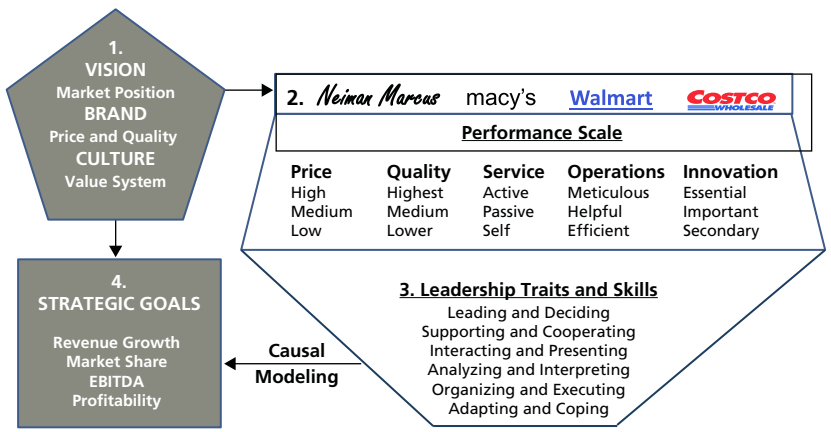 1.
VISION
Market Position
BRAND
Price and Quality
CULTURE
Value System
2. Neiman Marcus macy's Walmart COSTCO WHOLESALE
Performance Scale
Price Quality Service Operations Innovation
High Highest Active Meticulous Essential
Medium Medium Passive Helpful Important
Low Lower Self Efficient Secondary
3. Leadership Traits and Skills
Leading and Deciding
Supporting and Cooperating
Interacting and Presenting
Analyzing and Interpreting
Organizing and Executing
Adapting and Coping
Causal
Modeling
4.
STRATEGIC GOALS
Revenue Growth
Market Share
EBITDA
Profitability